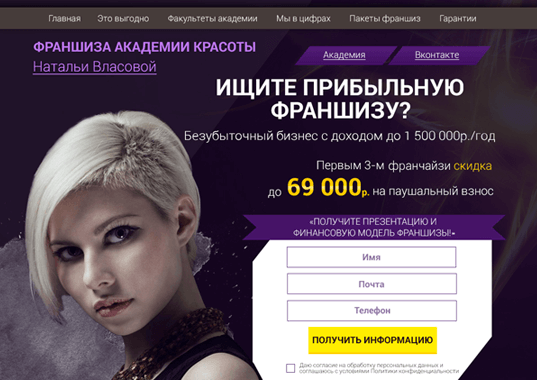 Главная Это выгодно Факультеты академии Мы в цифрах Пакеты франшиз Гарантии
ФРАНШИЗА АКАДЕМИИ КРАСОТЫ
Натальи Власовой
Академия Вконтакте
ИЩИТЕ ПРИБЫЛЬНУЮ
ФРАНШИЗУ?
Безубыточный бизнес с доходом до 1 500 000р./год
Первым 3-м франчайзи скидка
до 69 000р. на паушальный взнос
«ПОЛУЧИТЕ ПРЕЗЕНТАЦИЮ И
ФИНАНСОВУЮ МОДЕЛЬ ФРАНШИЗЫ!»
Имя
Почта
Телефон
ПОЛУЧИТЬ ИНФОРМАЦИЮ
Даю согласие на обработку персональных данных и
соглашаюсь с условиями Политики конфиденциальности